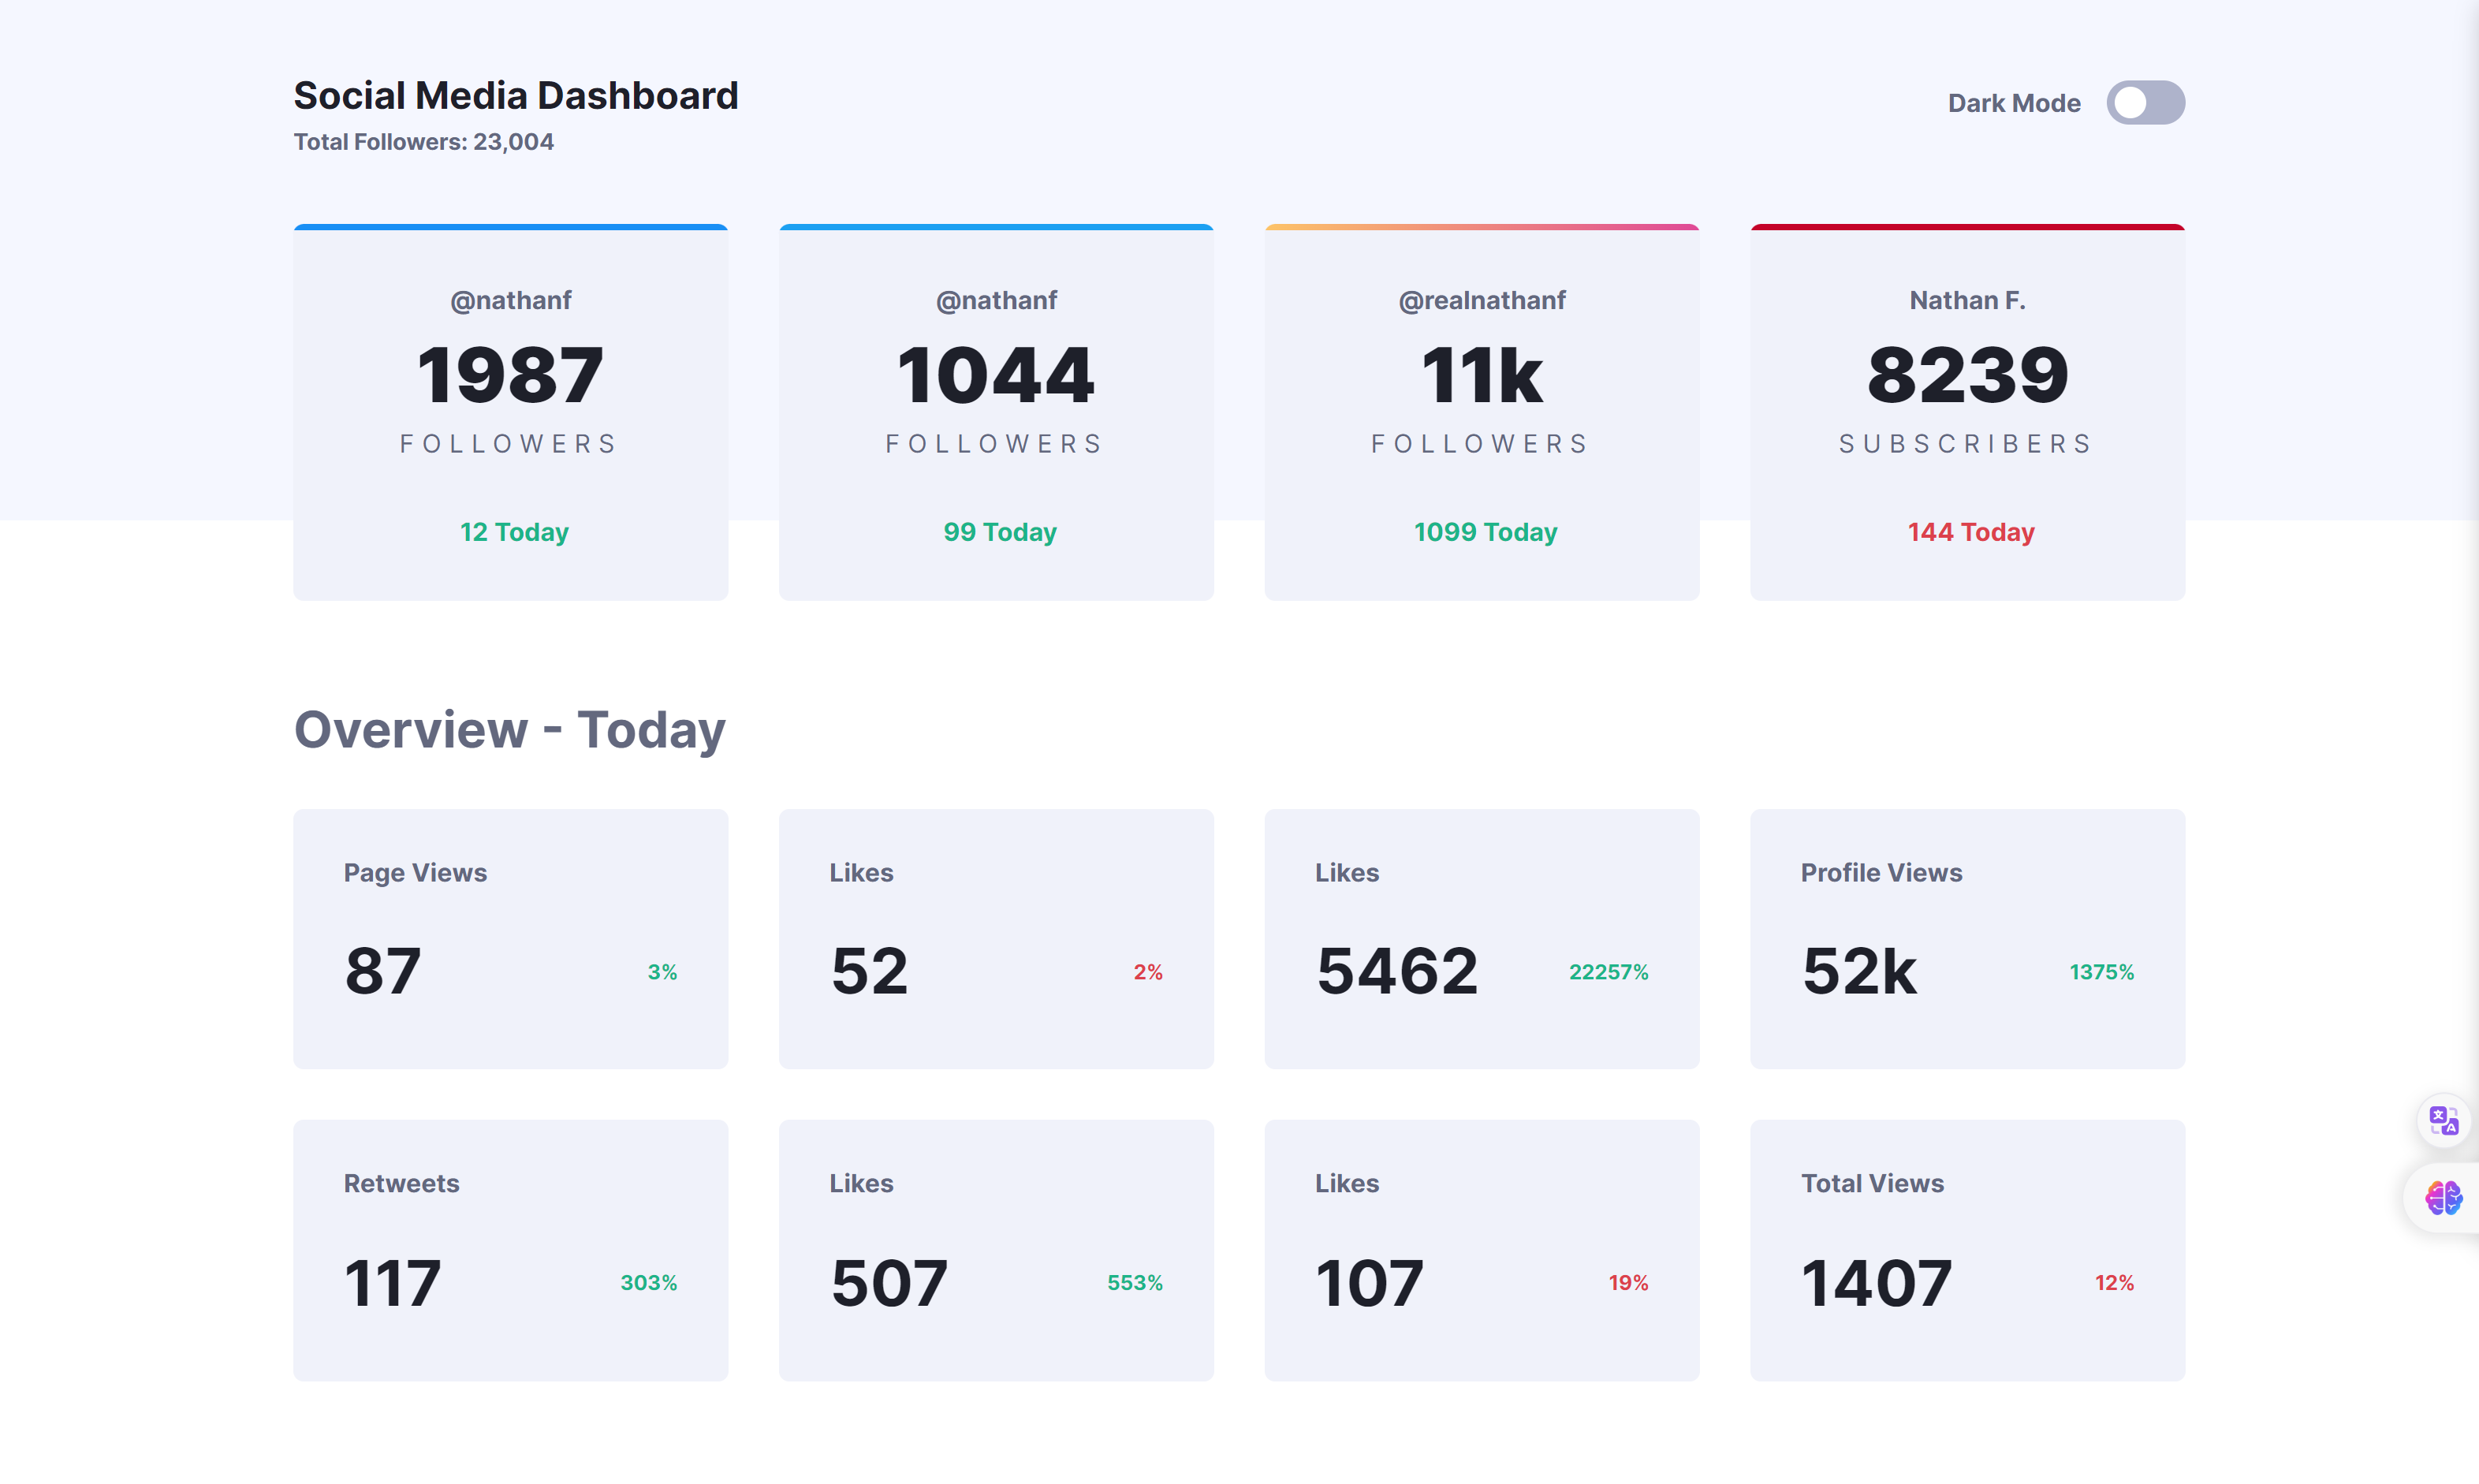 Social Media Dashboard
Total Followers: 23,004
Dark Mode
@nathanf
1987
FOLLOWERS
12 Today
@nathanf
1044
FOLLOWERS
99 Today
@realnathanf
11k
FOLLOWERS
1099 Today
Nathan F.
8239
SUBSCRIBERS
144 Today
Overview - Today
Page Views
87
3%
Likes
52
2%
Likes
5462
22257%
Profile Views
52k
1375%
Retweets
117
303%
Likes
507
553%
Likes
107
19%
Total Views
1407
12%
文
A